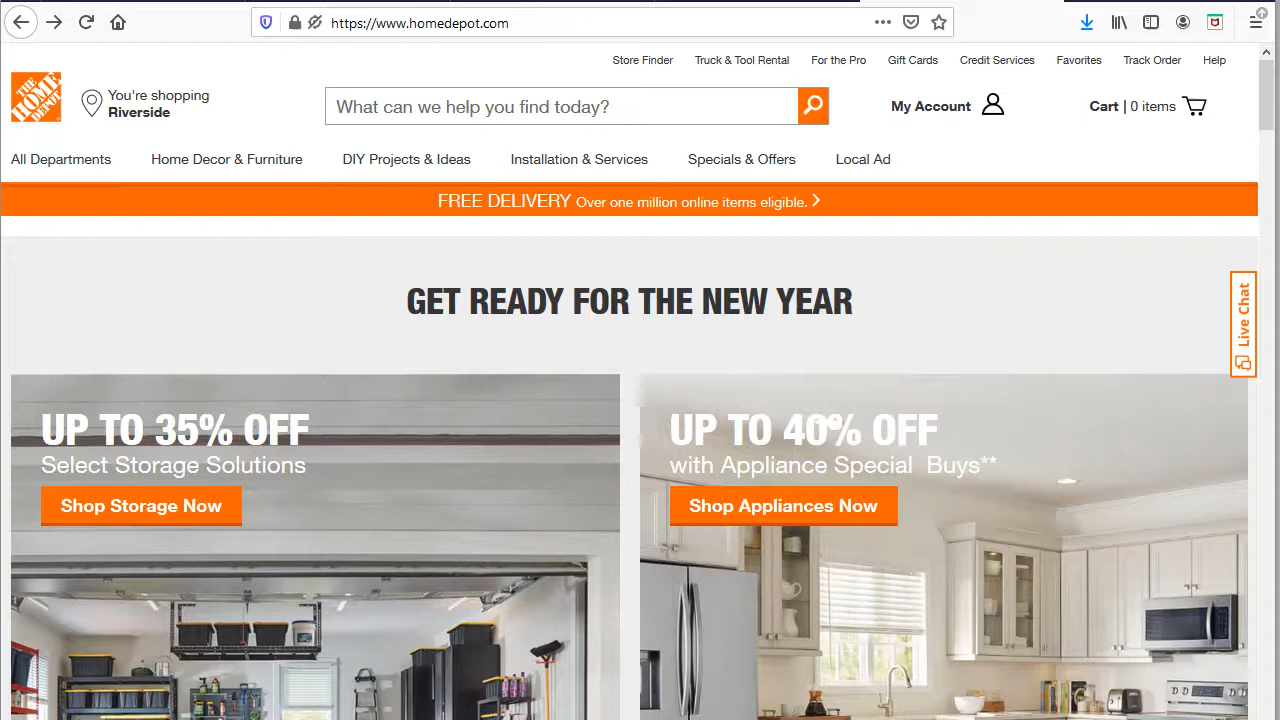 https://www.homedepot.com
Store Finder
Truck & Tool Rental
For the Pro
Gift Cards
Credit Services
Favorites
Track Order
Help
THE HOME DEPOT
You're shopping
Riverside
What can we help you find today?
My Account
Cart | 0 items
All Departments
Home Decor & Furniture
DIY Projects & Ideas
Installation & Services
Specials & Offers
Local Ad
FREE DELIVERY Over one million online items eligible.
GET READY FOR THE NEW YEAR
Live Chat
UP TO 35% OFF
Select Storage Solutions
Shop Storage Now
UP TO 40% OFF
with Appliance Special Buys**
Shop Appliances Now